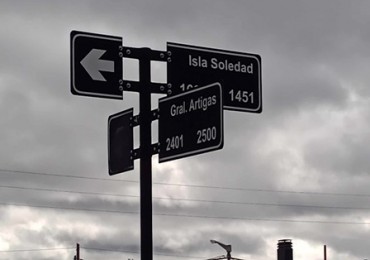 Isla Soledad
1451
Gral. Artigas
2401 2500